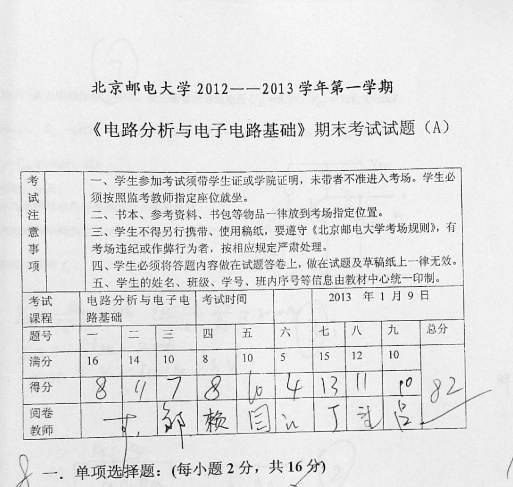 北京邮电大学 2012——2013 学年第一学期
《电路分析与电子电路基础》期末考试试题（A）
考试注意事项
一、学生参加考试须带学生证或学院证明，未带者不准进入考场。学生必
须按照监考教师指定座位就坐。
二、书本、参考资料、书包等物品一律放到考场指定位置。
三、学生不得另行携带、使用稿纸，要遵守《北京邮电大学考场规则》，有
考场违纪或作弊行为者，按相应规定严肃处理。
四、学生必须将答题内容做在试题答卷上，做在试题及草稿纸上一律无效。
五、学生的姓名、班级、学号、班内序号等信息由教材中心统一印制。
考试 电路分析与电子电 考试时间 2013 年 1 月 9 日
课程 路基础
题号 一 二 三 四 五 六 七 八 九 总分
满分 16 14 10 8 10 5 15 12 10
得分 8 11 7 8 10 4 13 11 10 82
阅卷 邹 赖 丁
教师
8 一．单项选择题：(每小题 2 分，共 16 分)